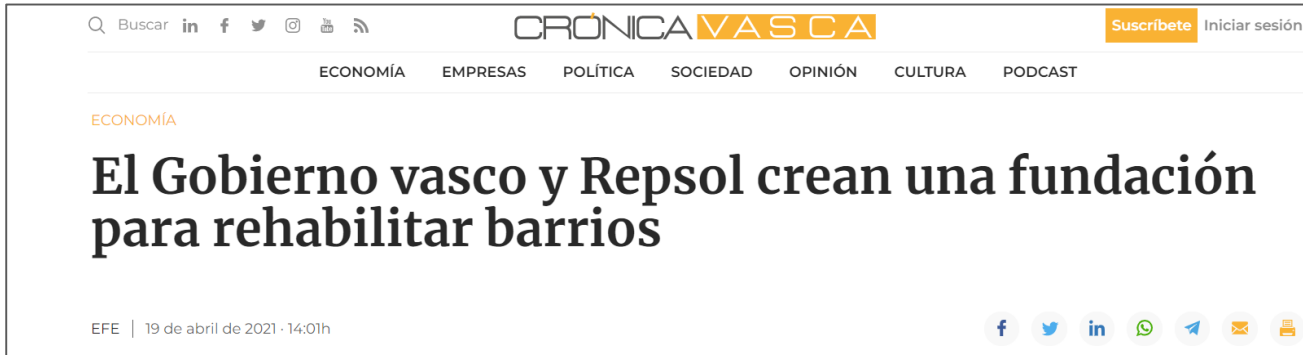 Buscar
CRÓNICA VASCA
Suscríbete Iniciar sesión
ECONOMÍA EMPRESAS POLÍTICA SOCIEDAD OPINIÓN CULTURA PODCAST
ECONOMÍA
El Gobierno vasco y Repsol crean una fundación
para rehabilitar barrios
EFE | 19 de abril de 2021 · 14:01h